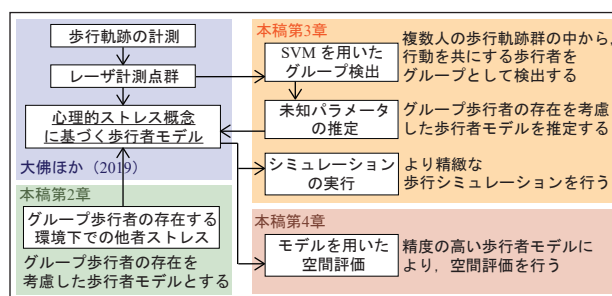 歩行軌跡の計測
レーザ計測点群
心理的ストレス概念
に基づく歩行者モデル
大佛ほか（2019）
本稿第2章
グループ歩行者の存在する
環境下での他者ストレス
グループ歩行者の存在を
考慮した歩行者モデルとする
本稿第3章
SVM を用いた
グループ検出
複数人の歩行軌跡群の中から，
行動を共にする歩行者を
グループとして検出する
未知パラメータ
の推定
グループ歩行者の存在を考慮
した歩行者モデルを推定する
シミュレーション
の実行
より精緻な
歩行シミュレーションを行う
本稿第4章
モデルを用いた
空間評価
精度の高い歩行者モデルに
より，空間評価を行う